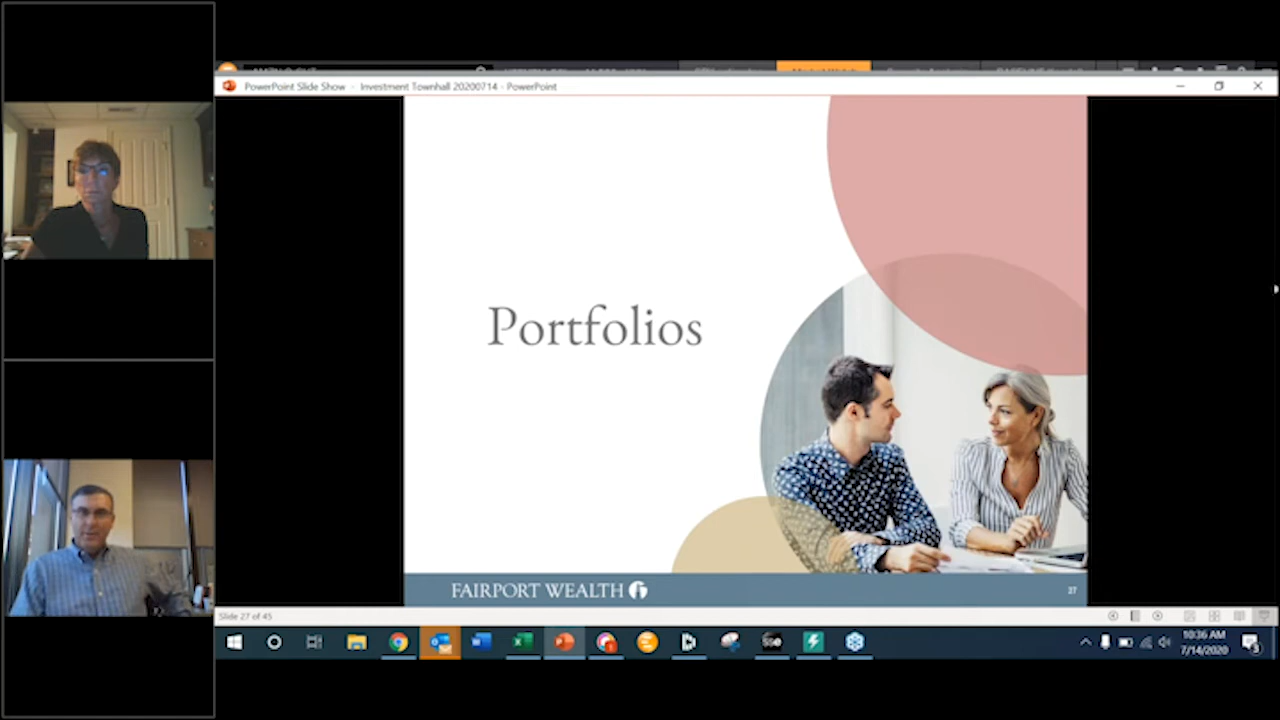 PowerPoint Slide Show - Investment Townhall 20200714 - PowerPoint
Portfolios
FAIRPORT WEALTH
27
Slide 27 of 45
10:36 AM
7/14/2020
3